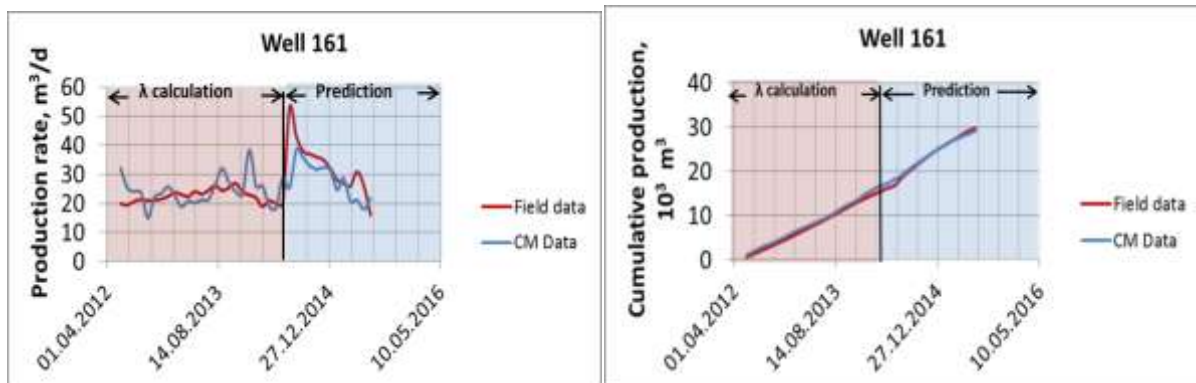 Well 161
Production rate, m³/d
60
50
40
30
20
10
0
λ calculation
Prediction
01.04.2012
14.08.2013
27.12.2014
10.05.2016
Field data
CM Data
Well 161
Cumulative production,
10³ m³
40
30
20
10
0
λ calculation
Prediction
01.04.2012
14.08.2013
27.12.2014
10.05.2016
Field data
CM Data